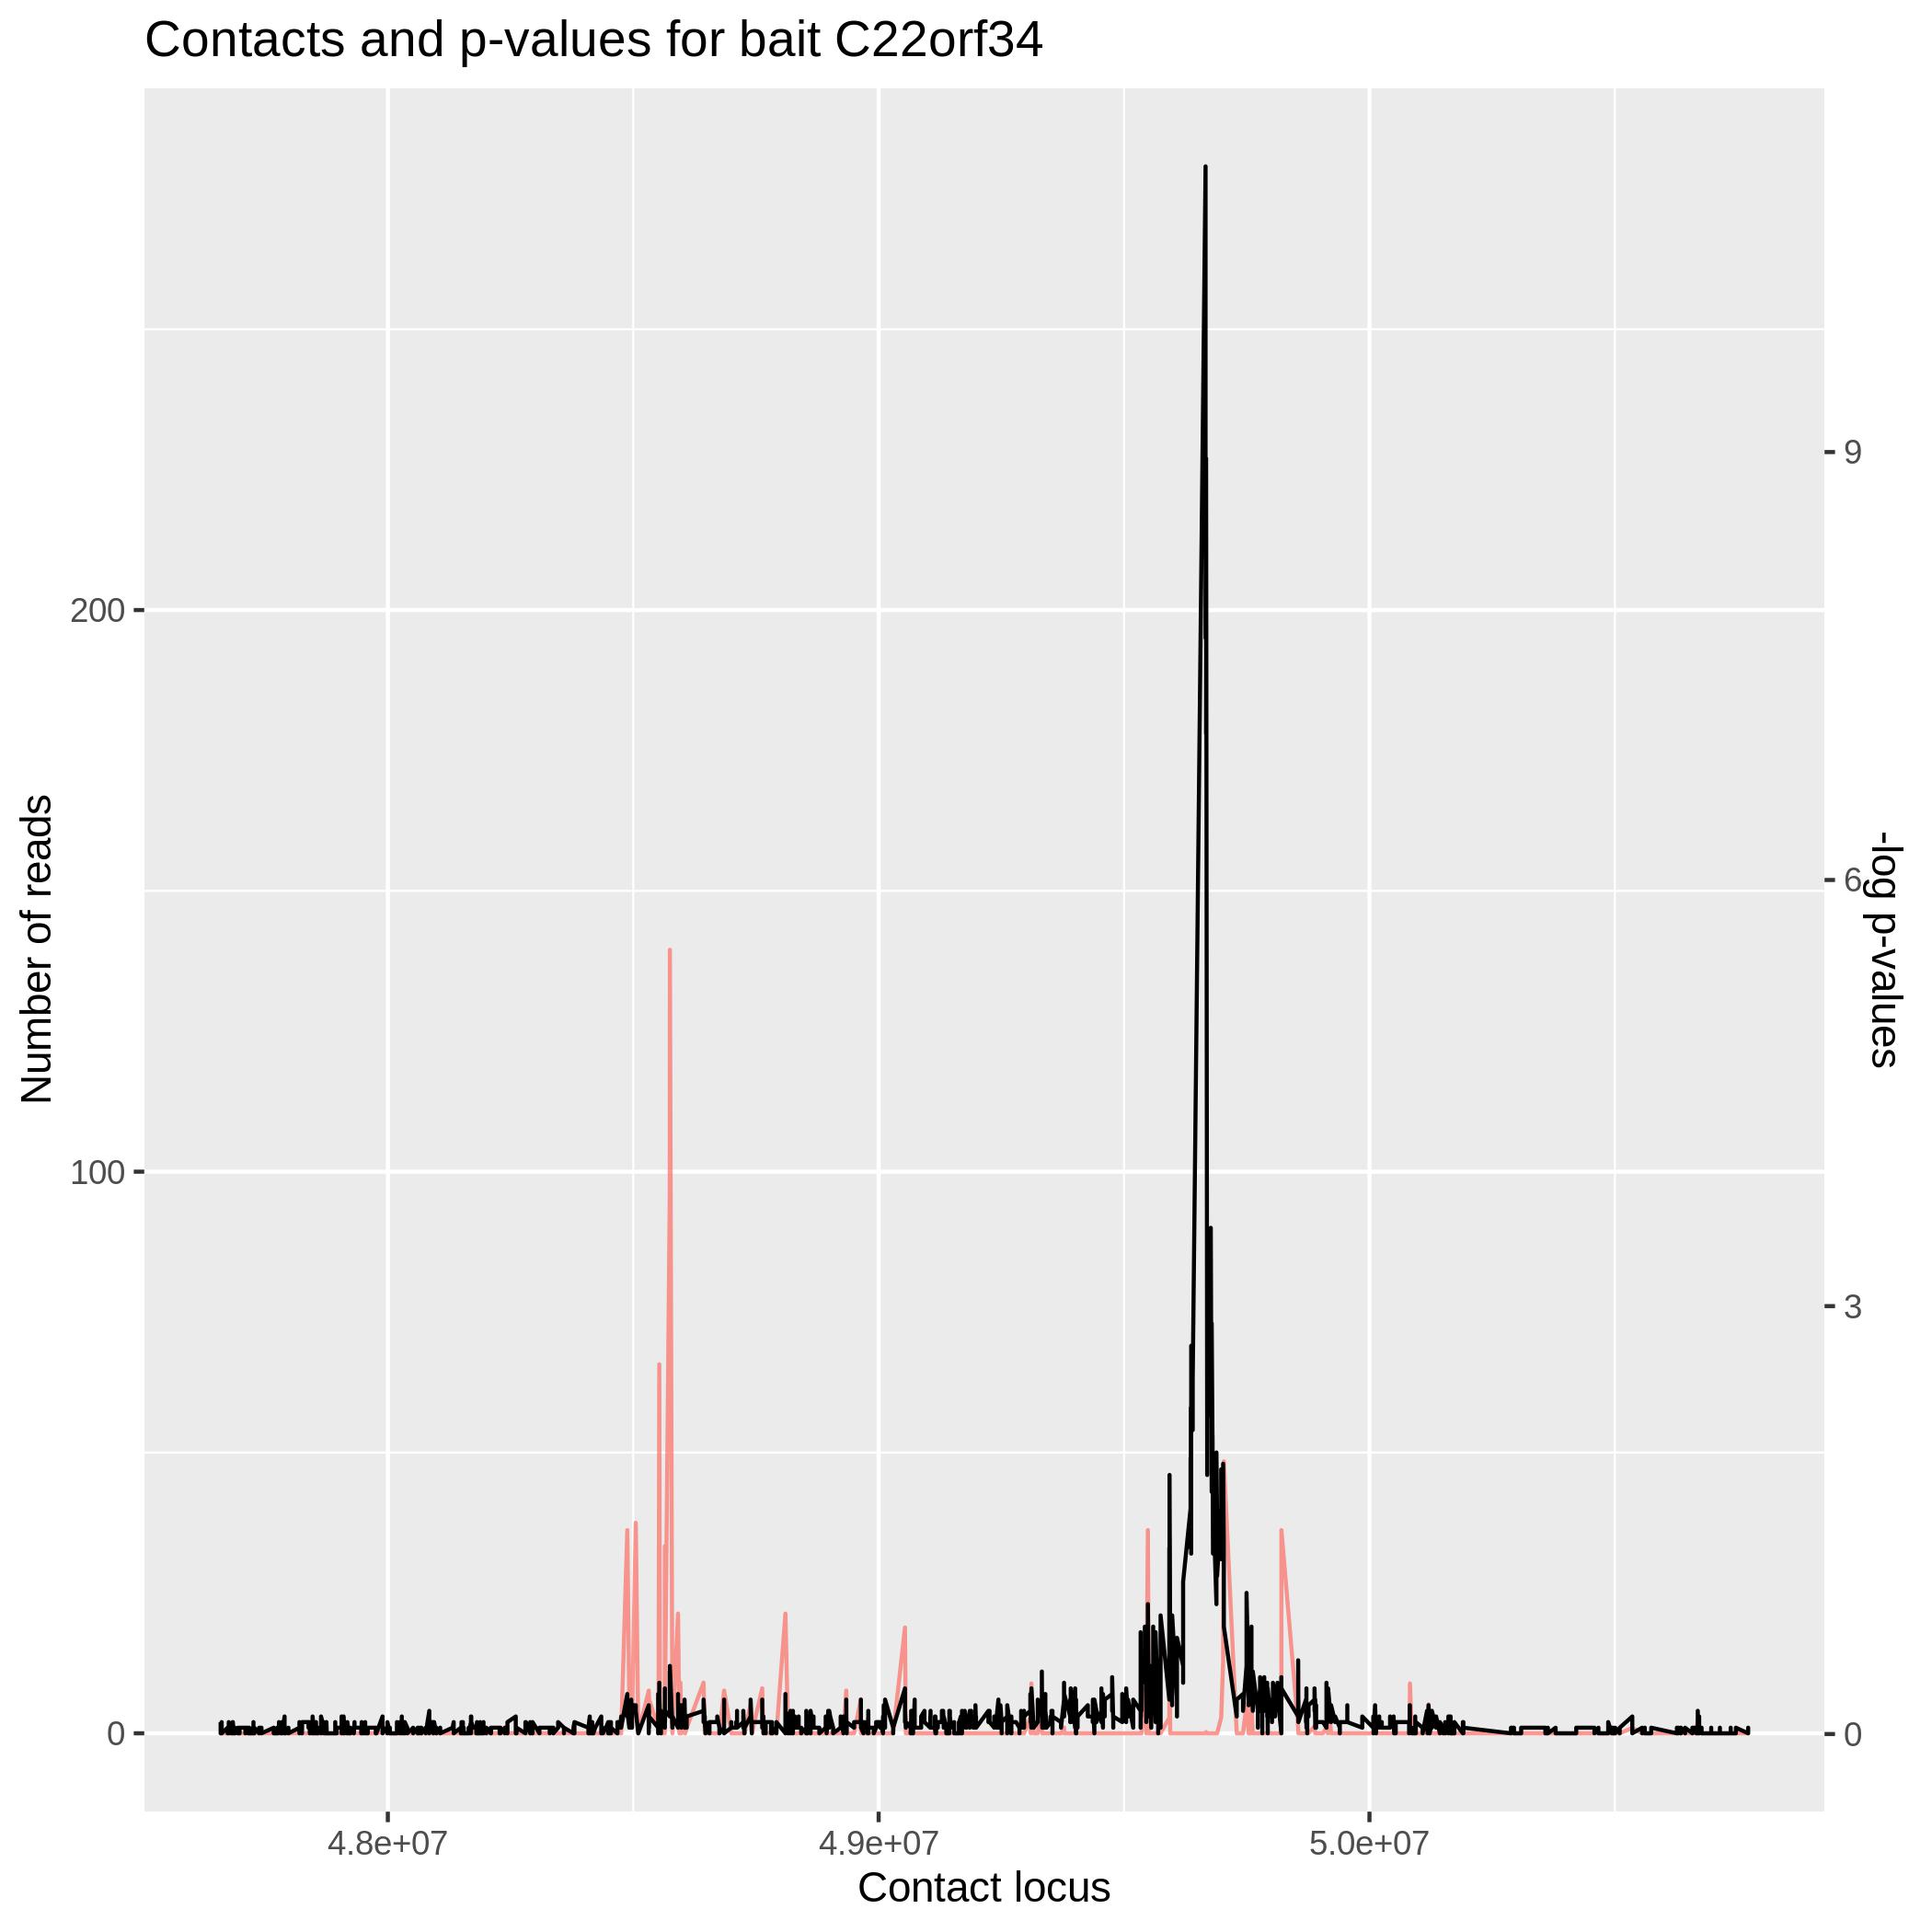 Contacts and p-values for bait C22orf34
Number of reads
200
100
0
9
6
3
0
-log p-values
4.8e+07
4.9e+07
5.0e+07
Contact locus